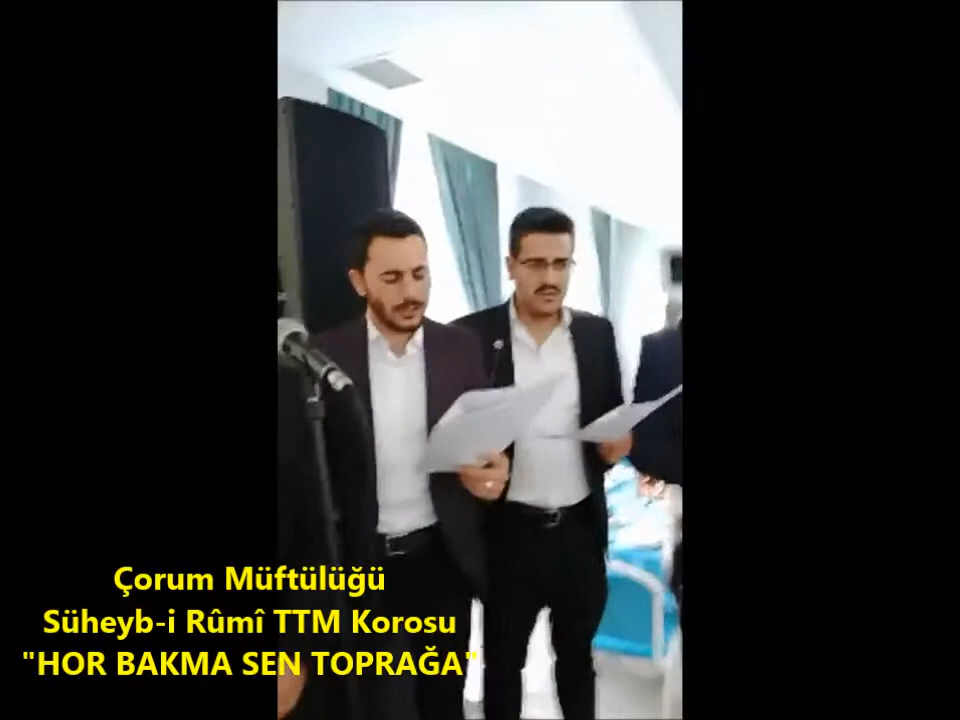 Çorum Müftülüğü
Süheyb-i Rûmî TTM Korosu
"HOR BAKMA SEN TOPRAĞA"